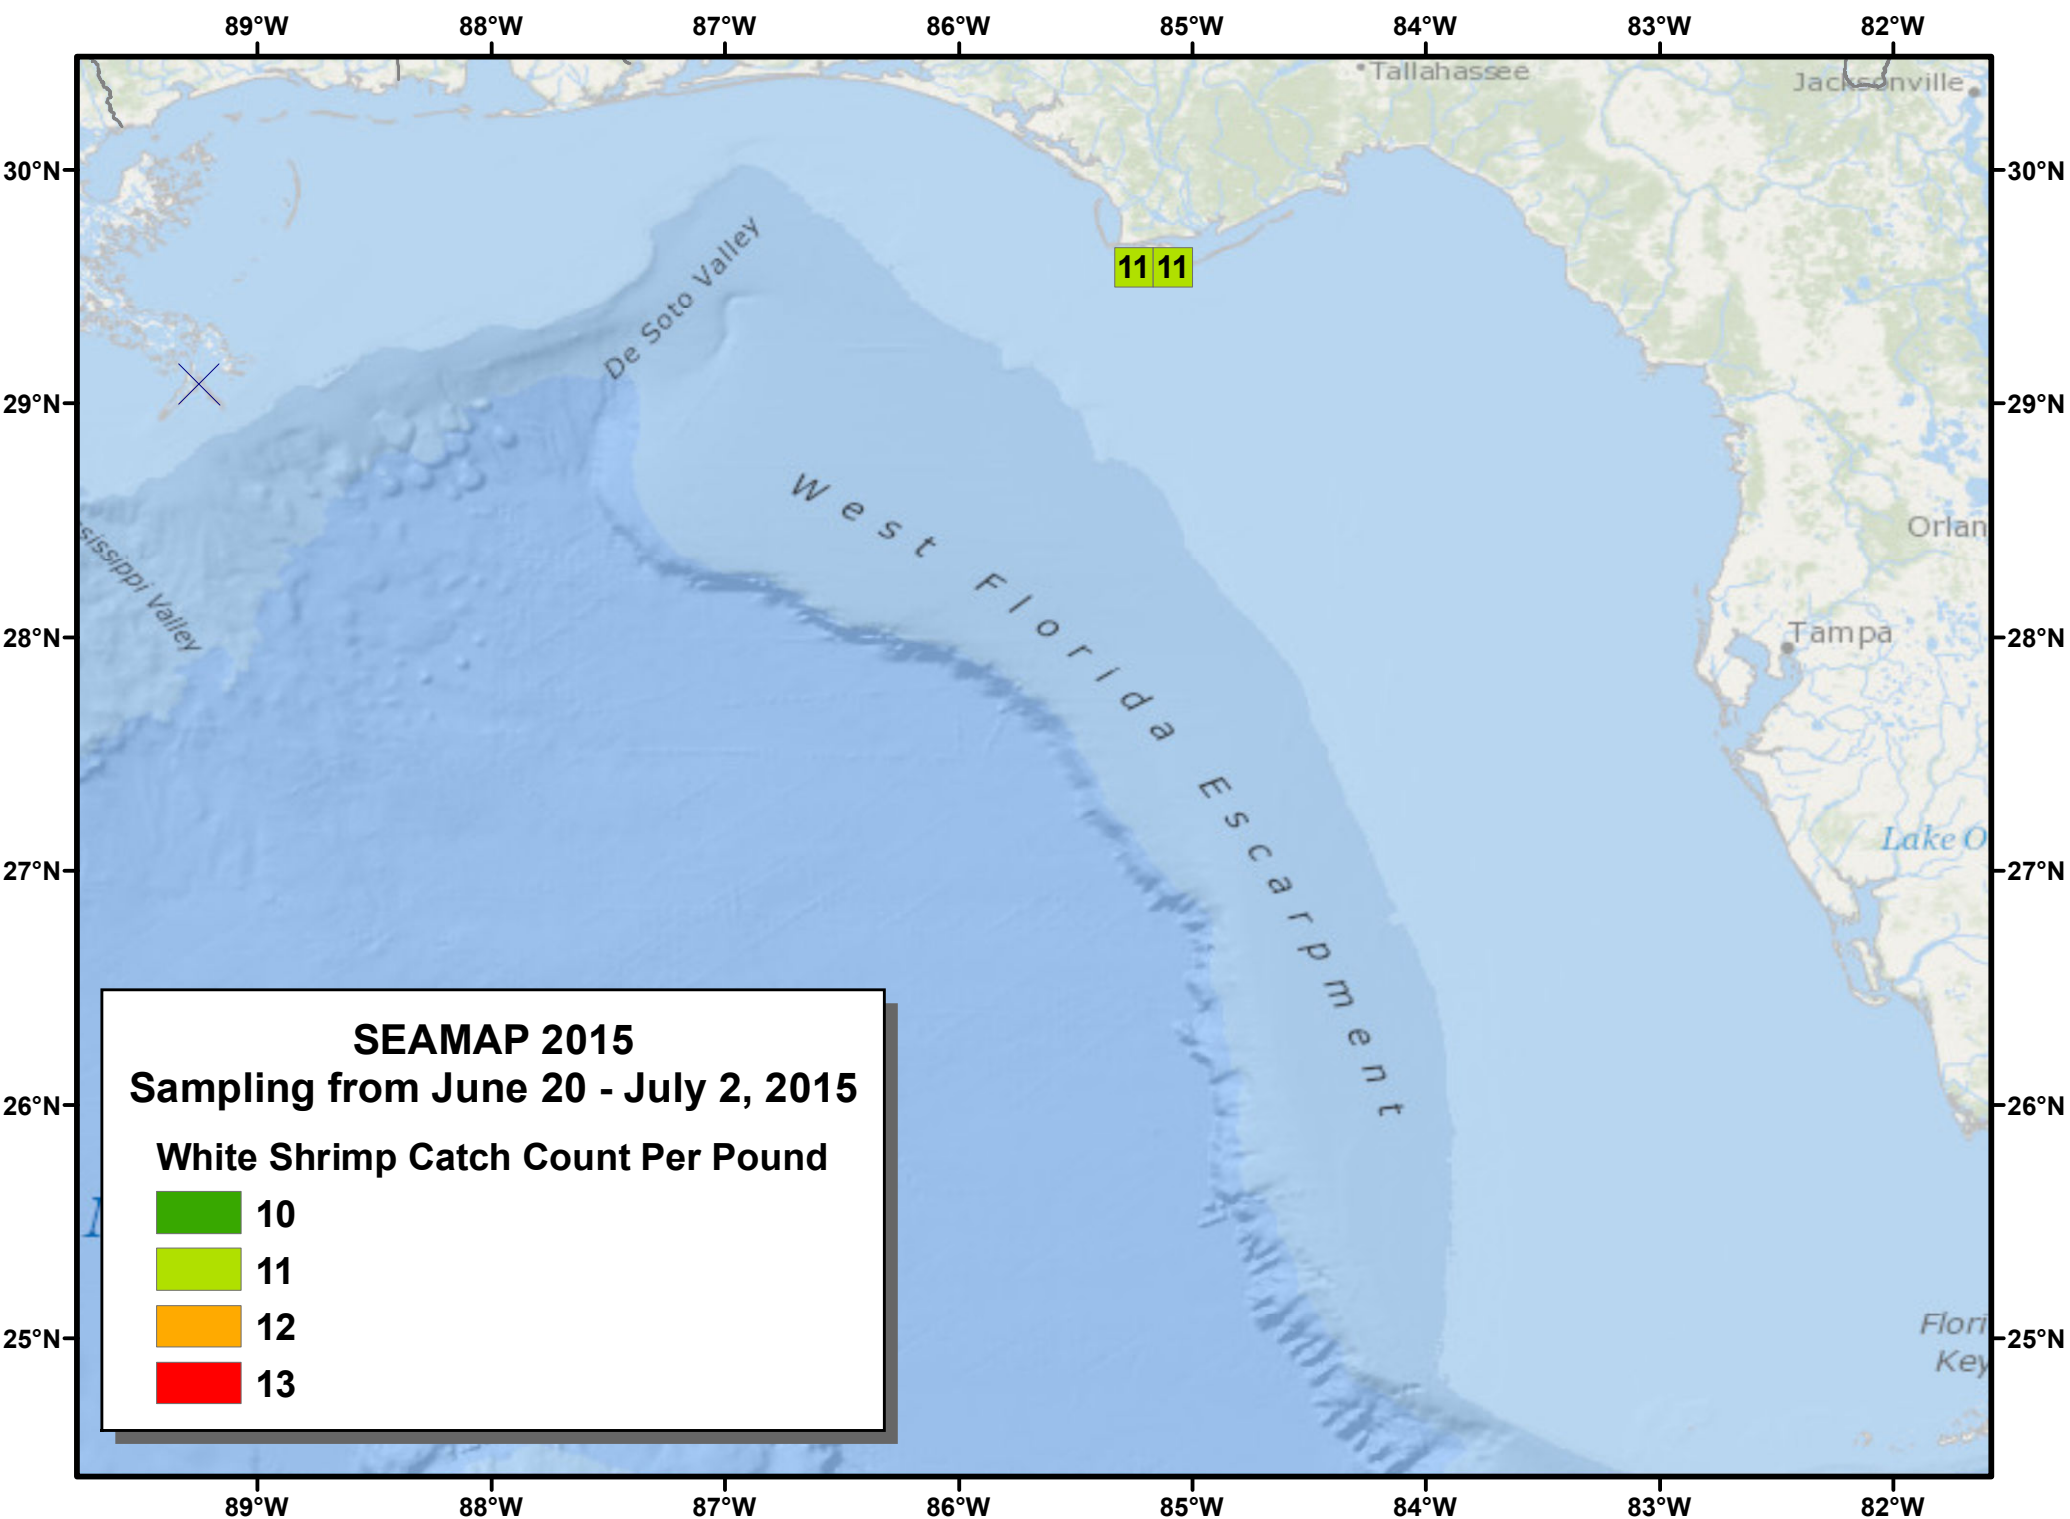 89°W 88°W 87°W 86°W 85°W 84°W 83°W 82°W
Tallahassee
Jacksonville
30°N 30°N
De Soto Valley
11 11
29°N 29°N
West Florida Escarpment
sissippi Valley
Orlan
28°N 28°N
Tampa
Lake O
27°N 27°N
SEAMAP 2015
Sampling from June 20 - July 2, 2015
26°N 26°N
White Shrimp Catch Count Per Pound
10
11
12
13
Flori
Key
25°N 25°N
89°W 88°W 87°W 86°W 85°W 84°W 83°W 82°W